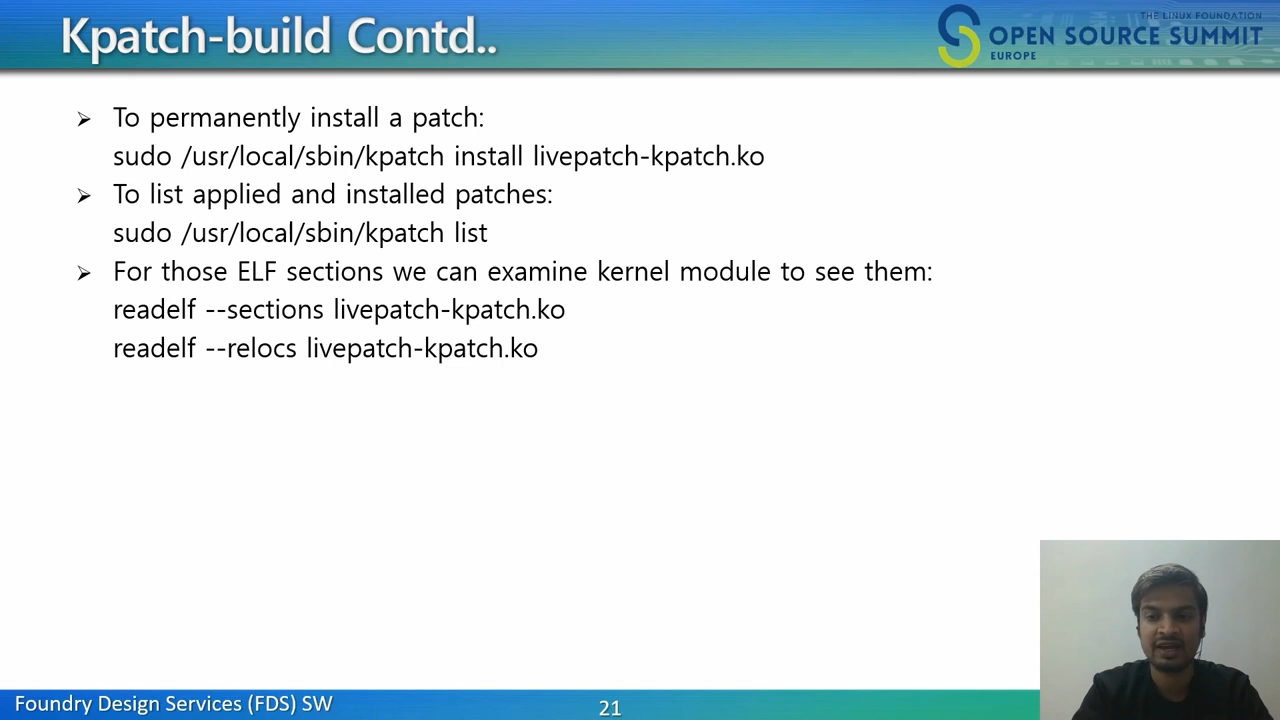 Kpatch-build Contd..
THE LINUX FOUNDATION
OPEN SOURCE SUMMIT
EUROPE
➢ To permanently install a patch:
sudo /usr/local/sbin/kpatch install livepatch-kpatch.ko
➢ To list applied and installed patches:
sudo /usr/local/sbin/kpatch list
➢ For those ELF sections we can examine kernel module to see them:
readelf --sections livepatch-kpatch.ko
readelf --relocs livepatch-kpatch.ko
Foundry Design Services (FDS) SW
21